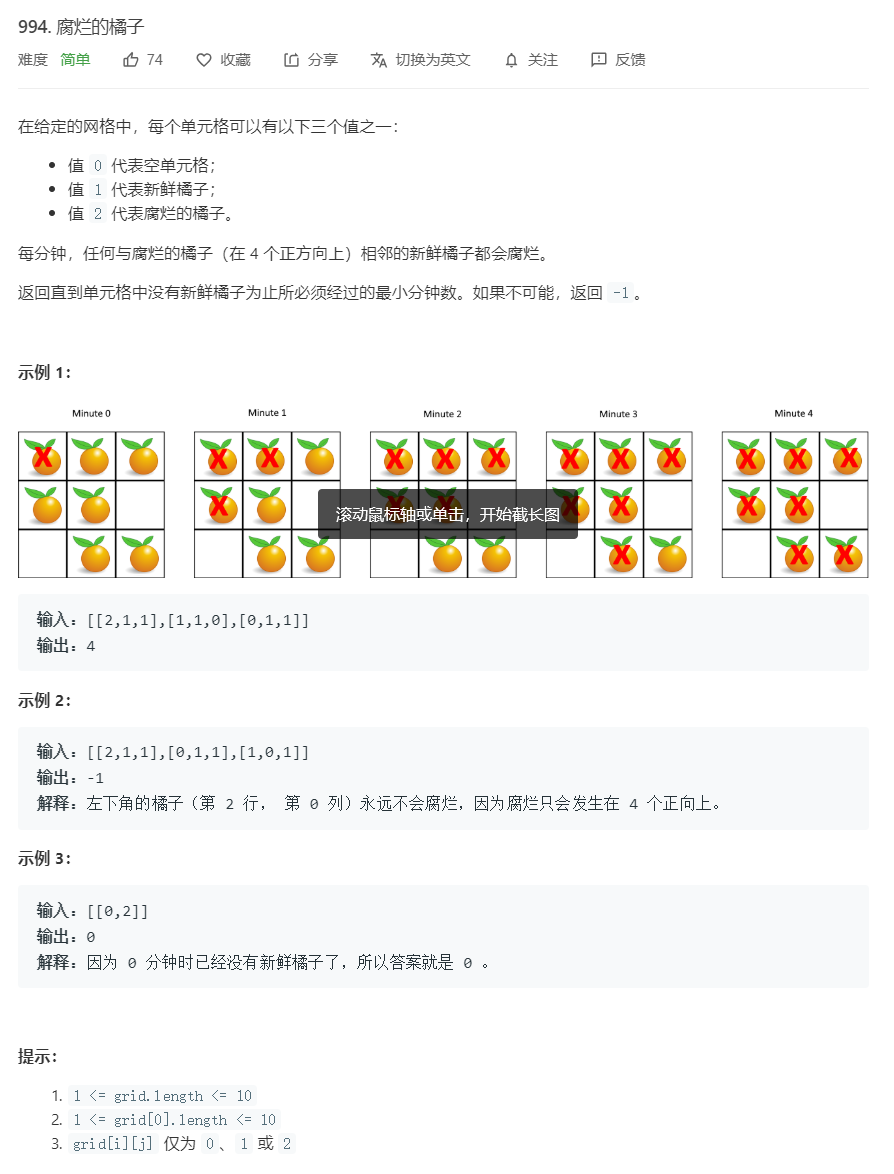 994. 腐烂的橘子
难度 简单 74 收藏 分享 切换为英文 关注 反馈
在给定的网格中，每个单元格可以有以下三个值之一：
值 0 代表空单元格；
值 1 代表新鲜橘子；
值 2 代表腐烂的橘子。
每分钟，任何与腐烂的橘子（在 4 个正方向上）相邻的新鲜橘子都会腐烂。
返回直到单元格中没有新鲜橘子为止所必须经过的最小分钟数。如果不可能，返回 -1。
示例 1：
Minute 0 Minute 1 Minute 2 Minute 3 Minute 4
滚动鼠标轴或单击，开始截长图
输入：[[2,1,1],[1,1,0],[0,1,1]]
输出：4
示例 2：
输入：[[2,1,1],[0,1,1],[1,0,1]]
输出：-1
解释：左下角的橘子（第 2 行， 第 0 列）永远不会腐烂，因为腐烂只会发生在 4 个正向上。
示例 3：
输入：[[0,2]]
输出：0
解释：因为 0 分钟时已经没有新鲜橘子了，所以答案就是 0 。
提示：
1. 1 <= grid.length <= 10
2. 1 <= grid[0].length <= 10
3. grid[i][j] 仅为 0、1 或 2